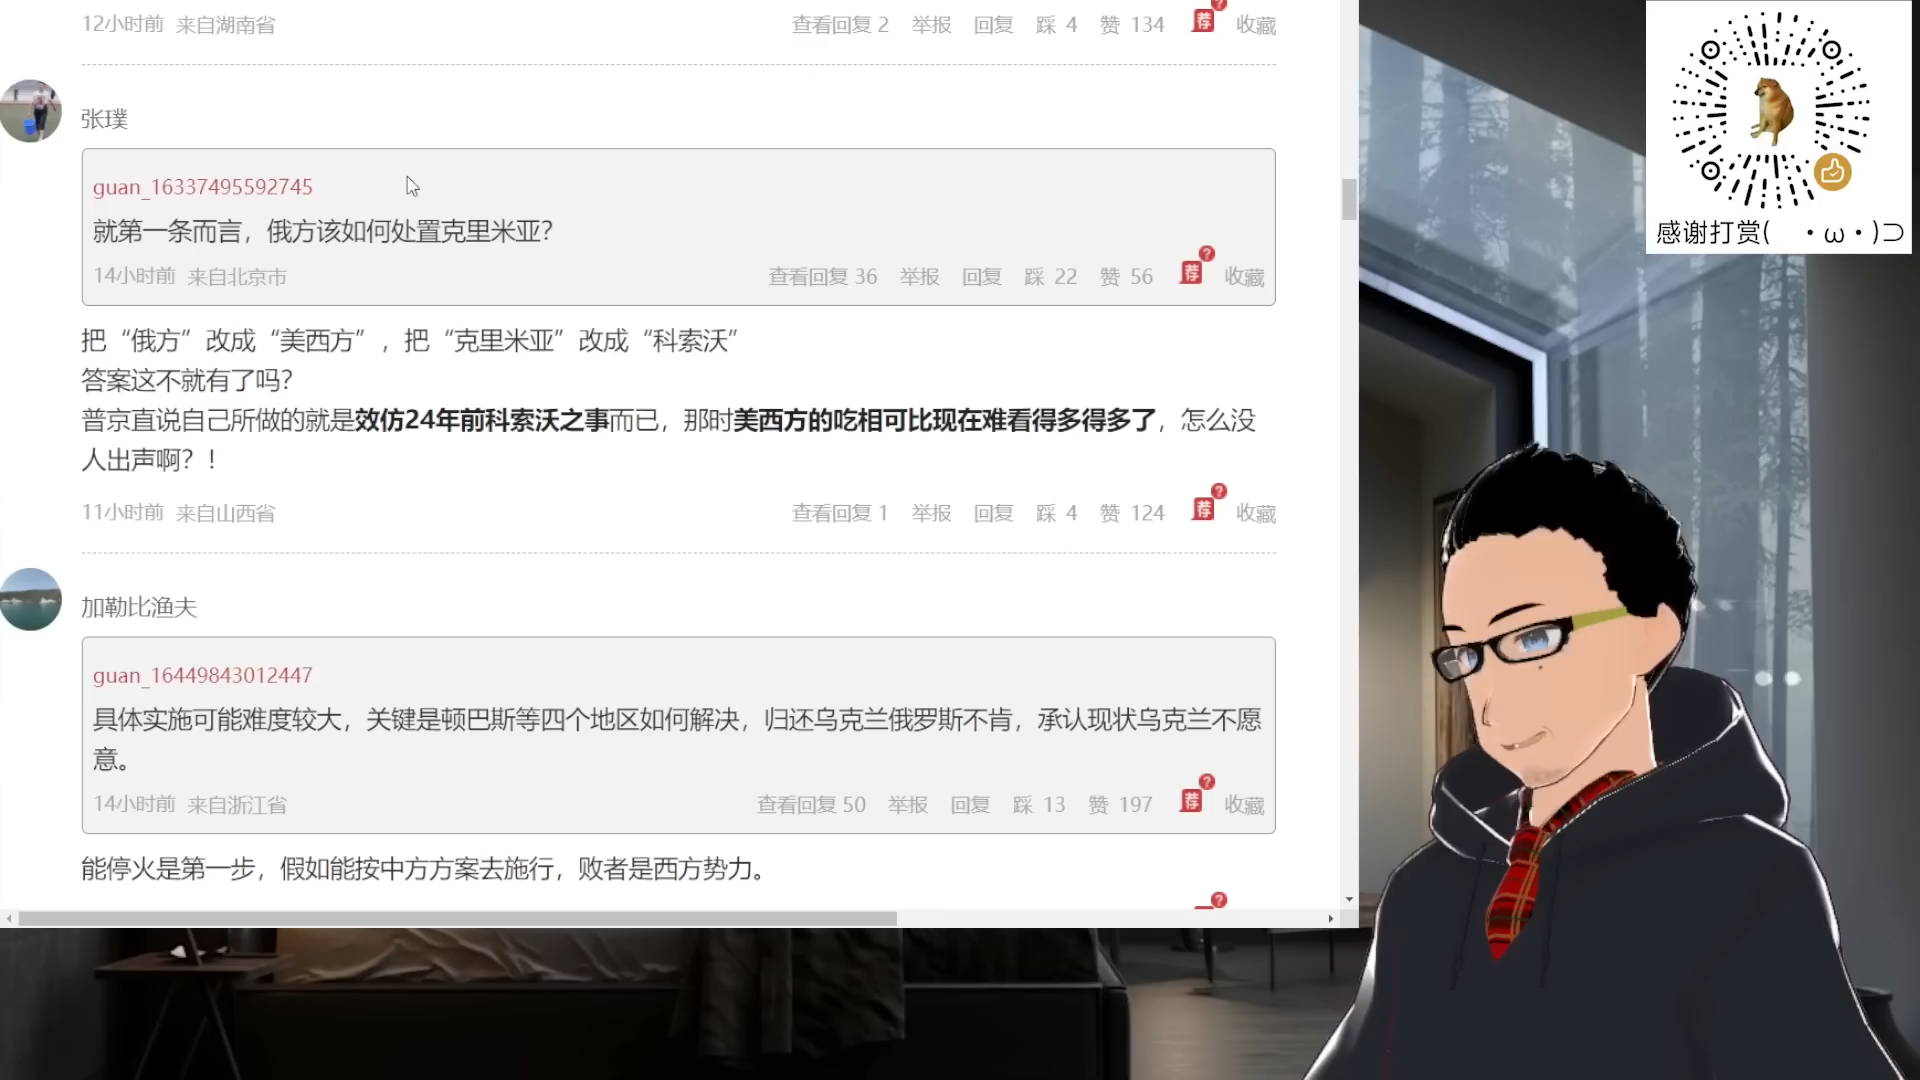 12小时前 来自湖南省 查看回复 2 举报 回复 踩 4 赞 134 荐 ? 收藏
张璞
guan_16337495592745
就第一条而言，俄方该如何处置克里米亚？
14小时前 来自北京市 查看回复 36 举报 回复 踩 22 赞 56 荐 ? 收藏
把“俄方”改成“美西方”，把“克里米亚”改成“科索沃”
答案这不就有了吗？
普京直说自己所做的就是效仿24年前科索沃之事而已，那时美西方的吃相可比现在难看得多得多了，怎么没
人出声啊？！
11小时前 来自山西省 查看回复 1 举报 回复 踩 4 赞 124 荐 ? 收藏
加勒比渔夫
guan_16449843012447
具体实施可能难度较大，关键是顿巴斯等四个地区如何解决，归还乌克兰俄罗斯不肯，承认现状乌克兰不愿
意。
14小时前 来自浙江省 查看回复 50 举报 回复 踩 13 赞 197 荐 ? 收藏
能停火是第一步，假如能按中方方案去施行，败者是西方势力。
?
感谢打赏( ・ω・)⊃